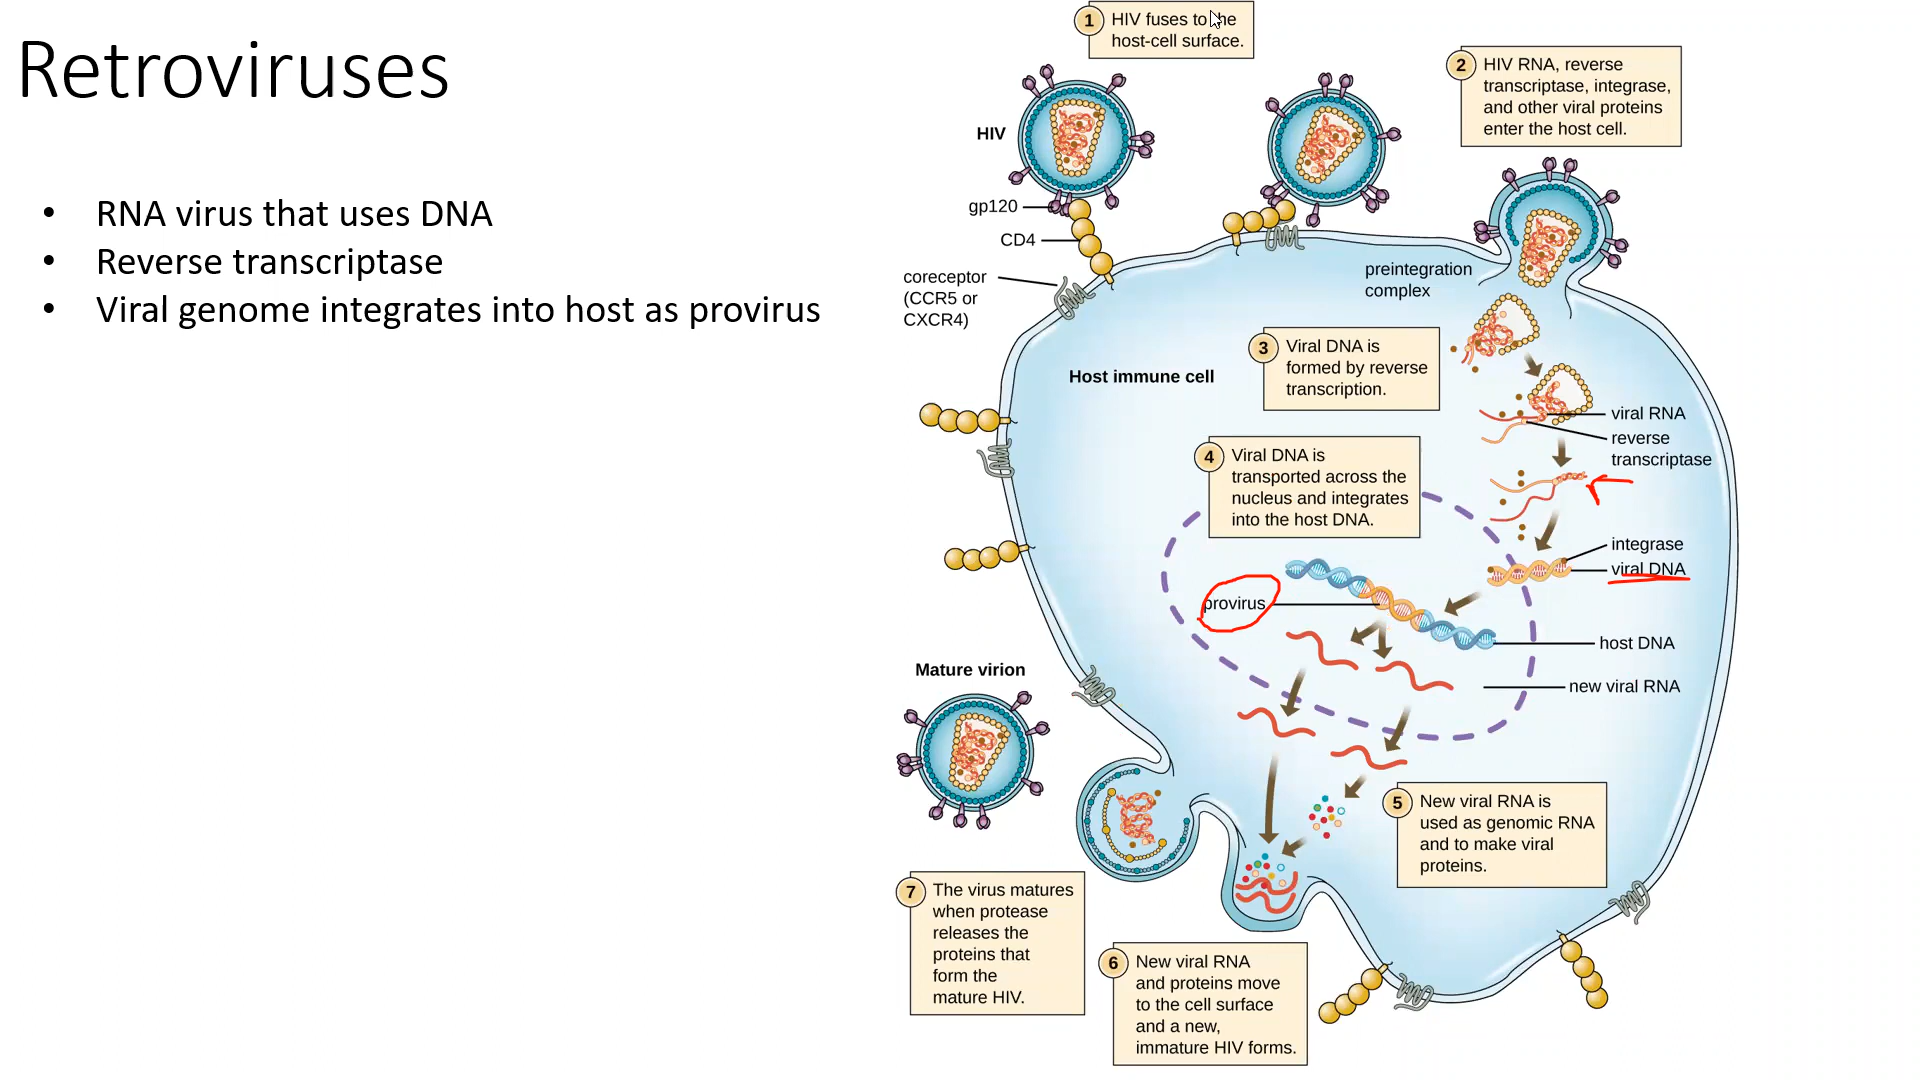 Retroviruses
• RNA virus that uses DNA
• Reverse transcriptase
• Viral genome integrates into host as provirus
1 HIV fuses to the
host-cell surface.
2 HIV RNA, reverse
transcriptase, integrase,
and other viral proteins
enter the host cell.
HIV
gp120
CD4
coreceptor
(CCR5 or
CXCR4)
preintegration
complex
3 Viral DNA is
formed by reverse
transcription.
Host immune cell
viral RNA
reverse
transcriptase
4 Viral DNA is
transported across the
nucleus and integrates
into the host DNA.
integrase
viral DNA
provirus
host DNA
new viral RNA
Mature virion
5 New viral RNA is
used as genomic RNA
and to make viral
proteins.
7 The virus matures
when protease
releases the
proteins that
form the
mature HIV.
6 New viral RNA
and proteins move
to the cell surface
and a new,
immature HIV forms.